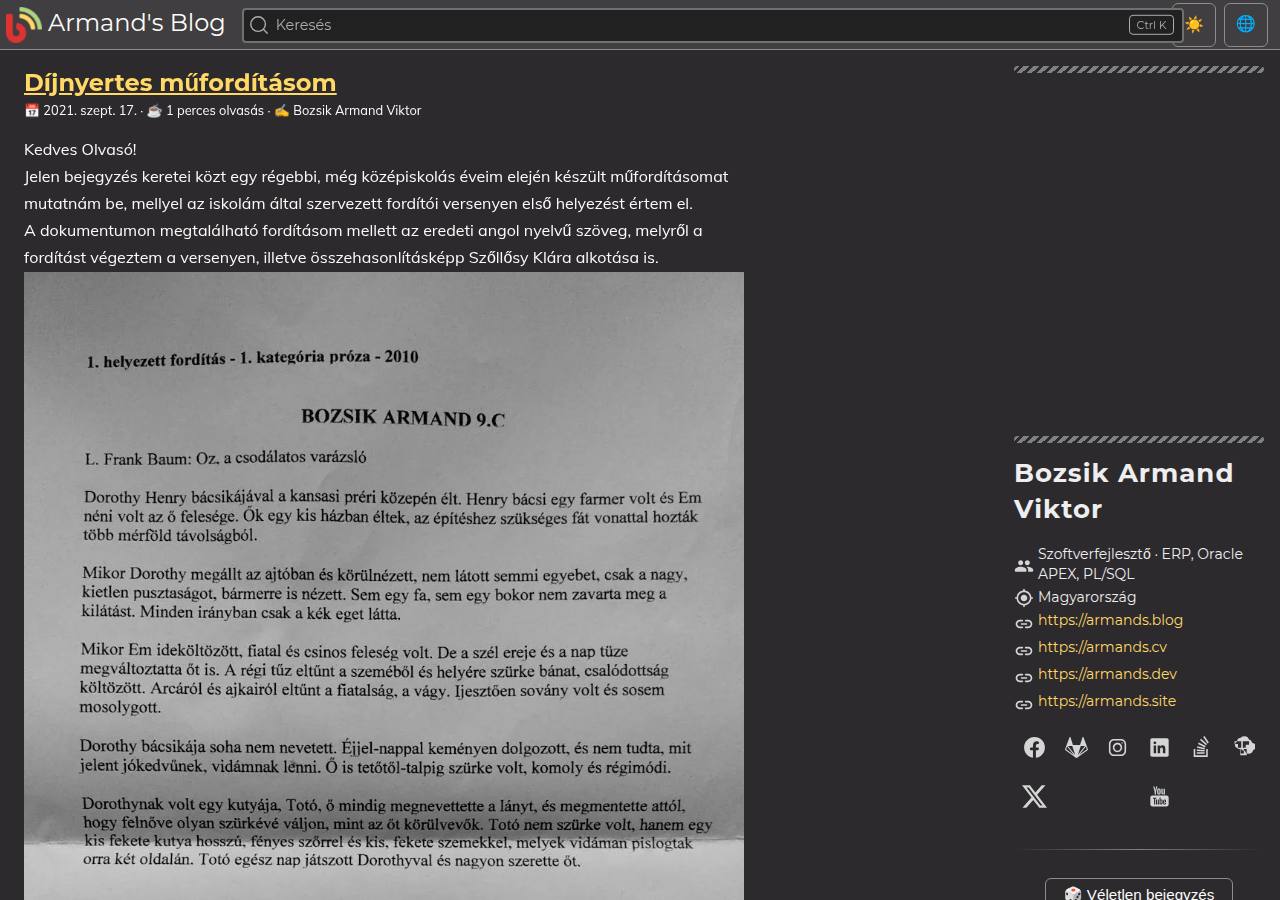 Armand's Blog
Keresés
Ctrl K
Díjnyertes műfordításom
2021. szept. 17. · 1 perces olvasás · Bozsik Armand Viktor
Kedves Olvasó!
Jelen bejegyzés keretei közt egy régebbi, még középiskolás éveim elején készült műfordításomat
mutatnám be, mellyel az iskolám által szervezett fordítói versenyen első helyezést értem el.
A dokumentumon megtalálható fordításom mellett az eredeti angol nyelvű szöveg, melyről a
fordítást végeztem a versenyen, illetve összehasonlításképp Szőllősy Klára alkotása is.
1. helyezett fordítás - 1. kategória próza - 2010
BOZSIK ARMAND 9.C
L. Frank Baum: Oz, a csodálatos varázsló
Dorothy Henry bácsikájával a kansasi préri közepén élt. Henry bácsi egy farmer volt és Em
néni volt az ő felesége. Ők egy kis házban éltek, az építéshez szükséges fát vonattal hozták
több mérföld távolságból.
Mikor Dorothy megállt az ajtóban és körülnézett, nem látott semmi egyebet, csak a nagy,
kietlen pusztaságot, bármerre is nézett. Sem egy fa, sem egy bokor nem zavarta meg a
kilátást. Minden irányban csak a kék eget látta.
Mikor Em ideköltözött, fiatal és csinos feleség volt. De a szél ereje és a nap tüze
megváltoztatta őt is. A régi tűz eltűnt a szeméből és helyére szürke bánat, csalódottság
költözött. Arcáról és ajkairól eltűnt a fiatalság, a vágy. Ijesztően sovány volt és sosem
mosolygott.
Dorothy bácsikája soha nem nevetett. Éjjel-nappal keményen dolgozott, és nem tudta, mit
jelent jókedvűnek, vidámnak lenni. Ő is tetőtől-talpig szürke volt, komoly és régimódi.
Dorothynak volt egy kutyája, Totó, ő mindig megnevettette a lányt, és megmentette attól,
hogy felnőve olyan szürkévé váljon, mint az őt körülvevők. Totó nem szürke volt, hanem egy
kis fekete kutya hosszú, fényes szőrrel és kis, fekete szemekkel, melyek vidáman pislogtak
orra két oldalán. Totó egész nap játszott Dorothyval és nagyon szerette őt.
Bozsik Armand
Viktor
Szoftverfejlesztő · ERP, Oracle
APEX, PL/SQL
Magyarország
https://armands.blog
https://armands.cv
https://armands.dev
https://armands.site
You
Tube
Véletlen bejegyzés